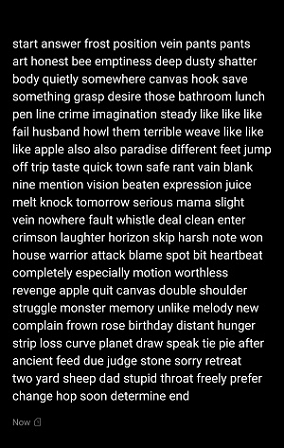 start answer frost position vein pants pants
art honest bee emptiness deep dusty shatter
body quietly somewhere canvas hook save
something grasp desire those bathroom lunch
pen line crime imagination steady like like like
fail husband howl them terrible weave like like
like apple also also paradise different feet jump
off trip taste quick town safe rant vain blank
nine mention vision beaten expression juice
melt knock tomorrow serious mama slight
vein nowhere fault whistle deal clean enter
crimson laughter horizon skip harsh note won
house warrior attack blame spot bit heartbeat
completely especially motion worthless
revenge apple quit canvas double shoulder
struggle monster memory unlike melody new
complain frown rose birthday distant hunger
strip loss curve planet draw speak tie pie after
ancient feed due judge stone sorry retreat
two yard sheep dad stupid throat freely prefer
change hop soon determine end
Now